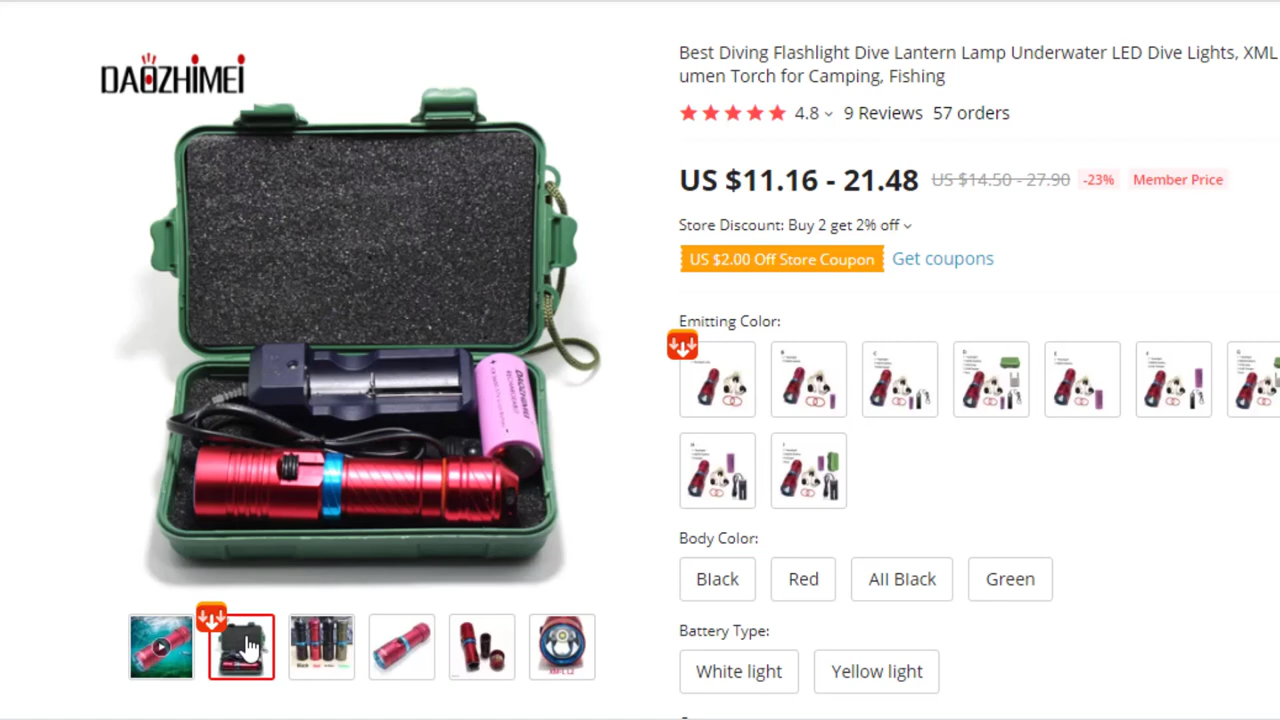 DAOZHIMEI
Best Diving Flashlight Dive Lantern Lamp Underwater LED Dive Lights, XML
umen Torch for Camping, Fishing
4.8 9 Reviews 57 orders
US $11.16 - 21.48 US $14.50 - 27.90 -23% Member Price
Store Discount: Buy 2 get 2% off
US $2.00 Off Store Coupon Get coupons
Emitting Color:
Body Color:
Black Red All Black Green
Battery Type:
White light Yellow light
DAOZHIMEI
RECHARGEABLE